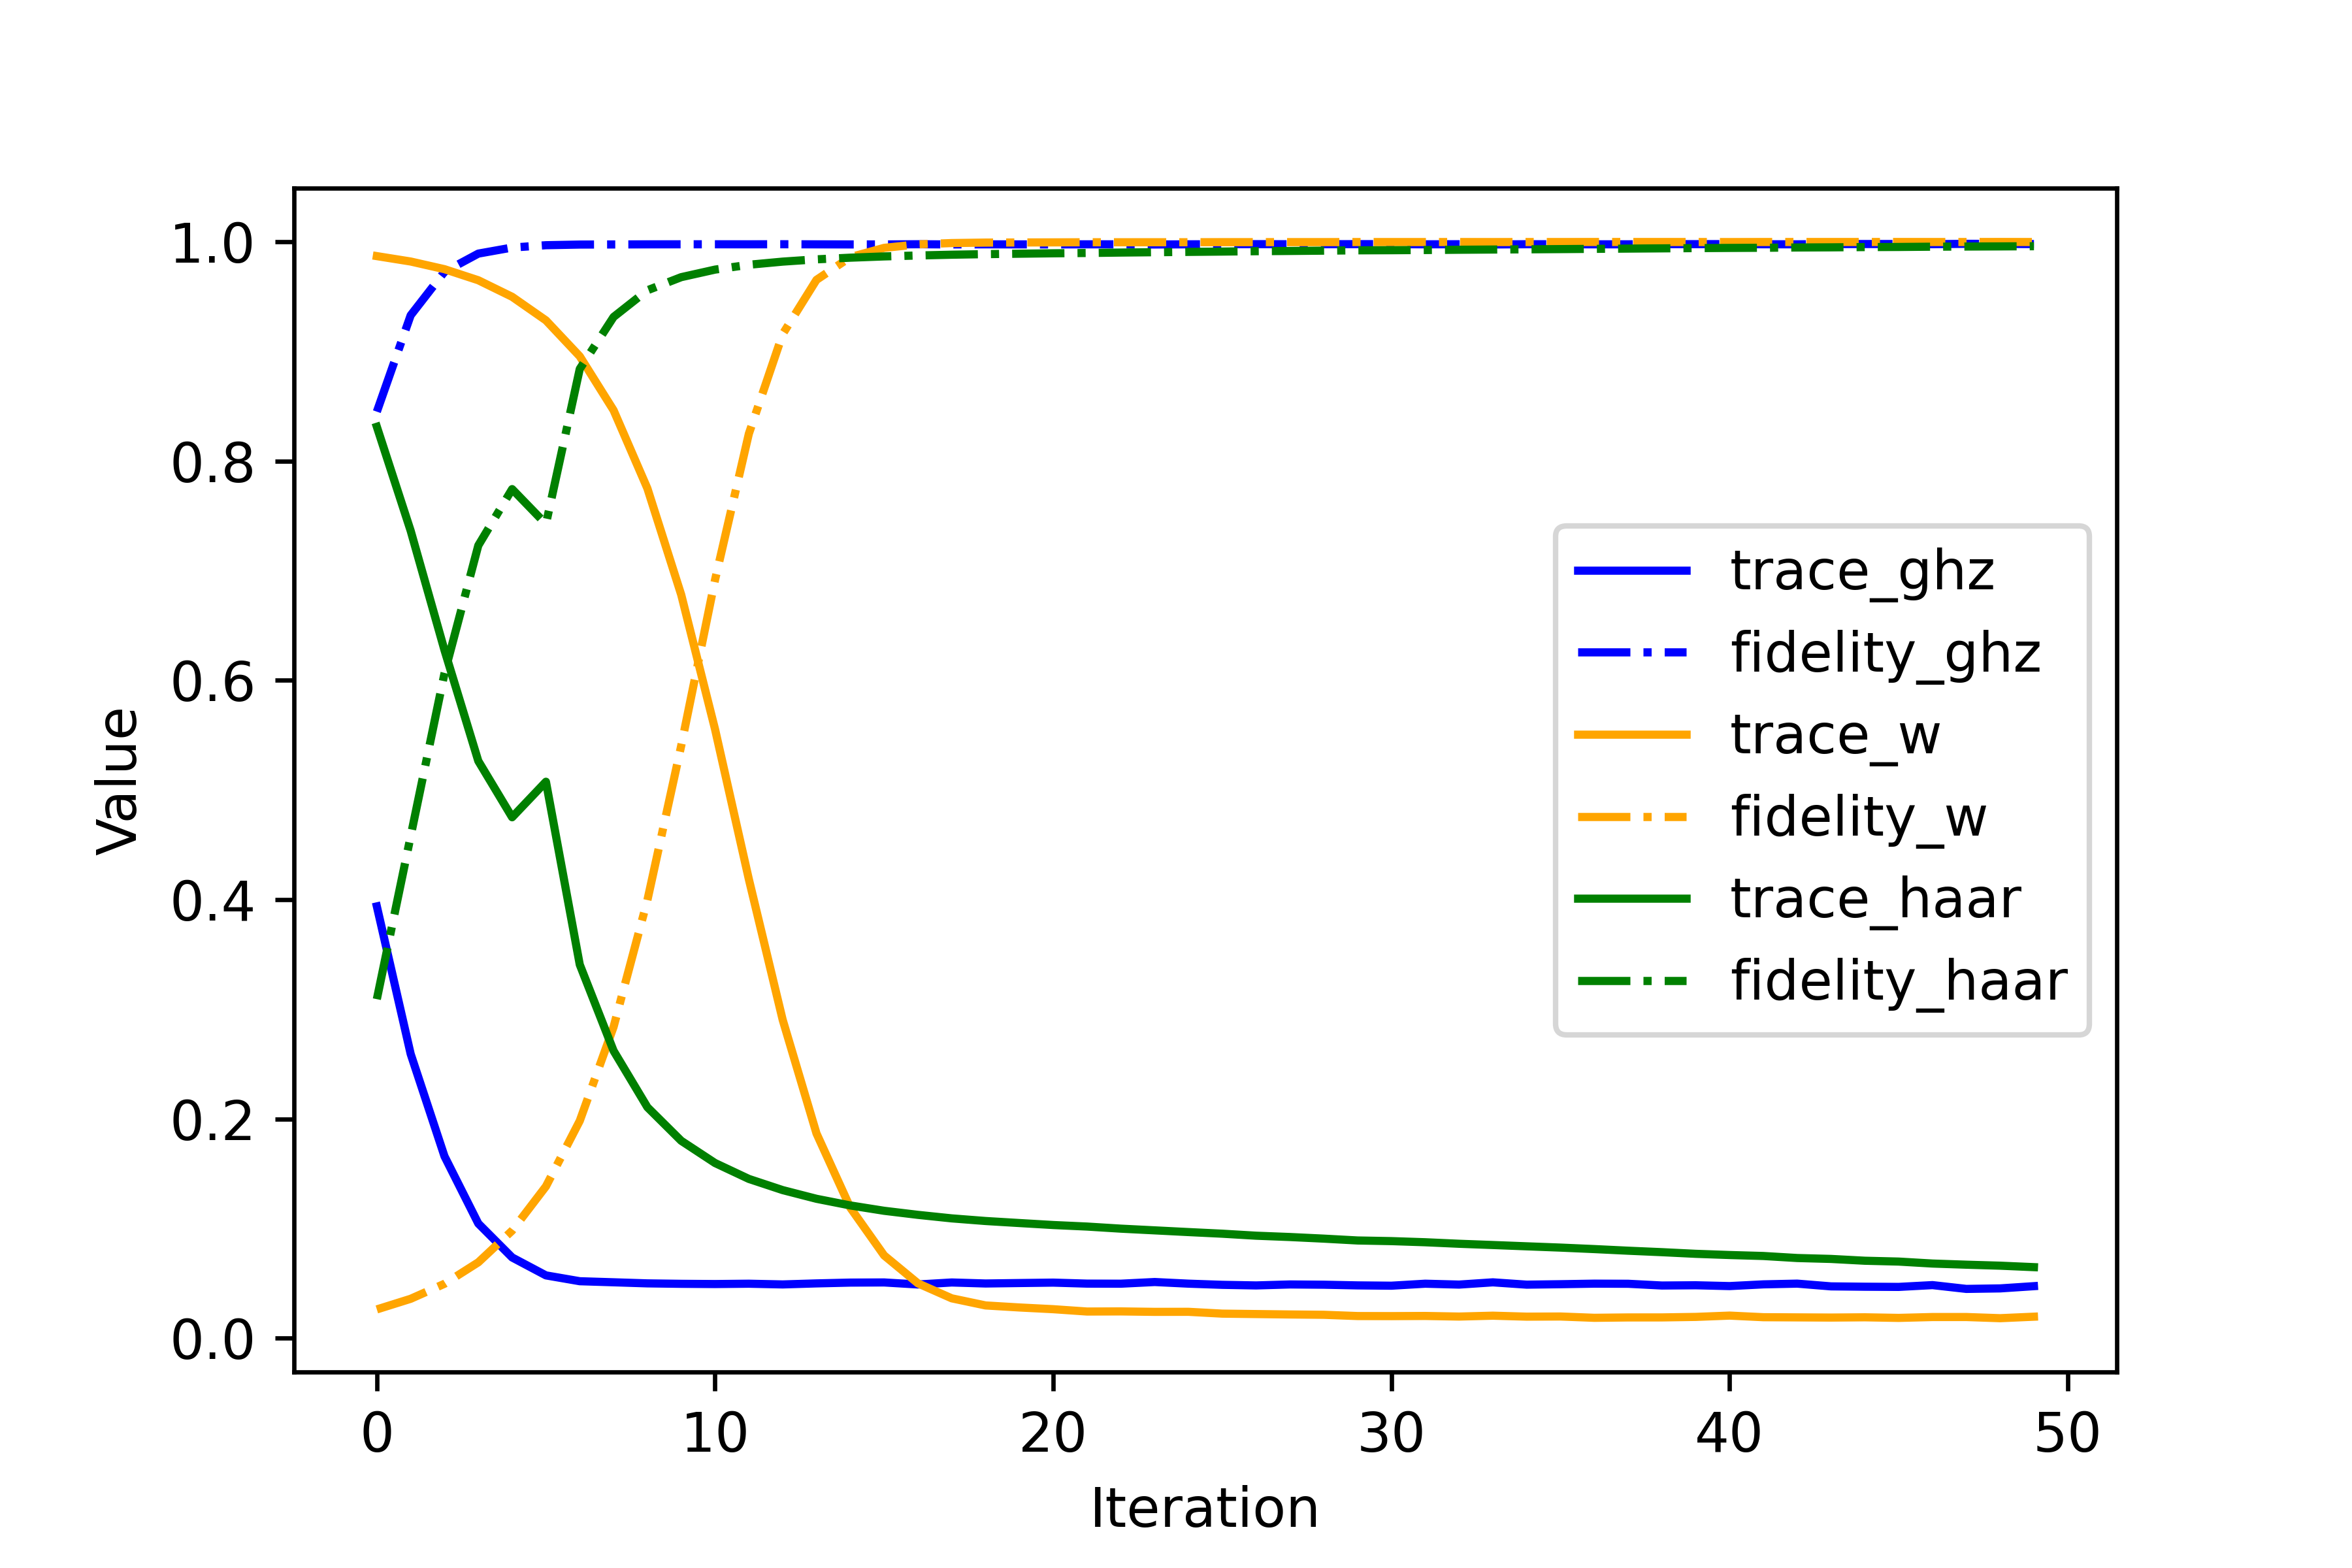 1.0
0.8
0.6
0.4
0.2
0.0
Value
trace_ghz
fidelity_ghz
trace_w
fidelity_w
trace_haar
fidelity_haar
0 10 20 30 40 50
Iteration